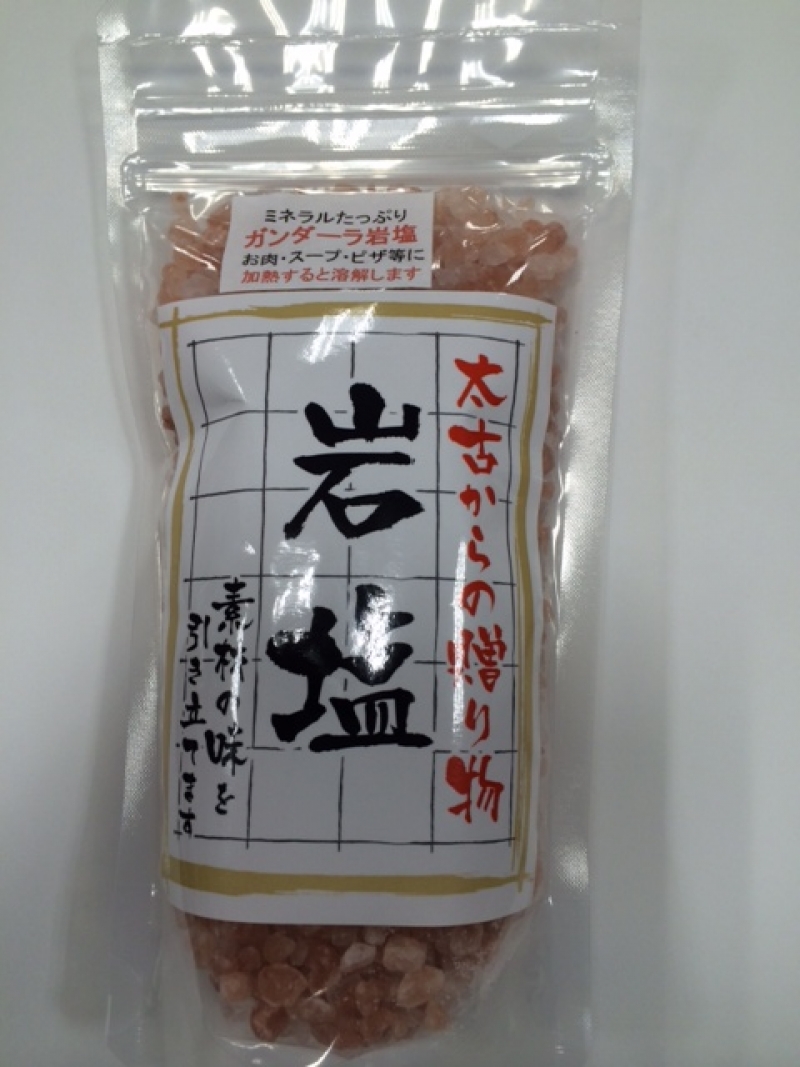 ミネラルたっぷり
ガンダーラ岩塩
お肉・スープ・ピザ等に
加熱すると溶解します
太古からの贈り物
岩塩
素材の味を
引き立てます